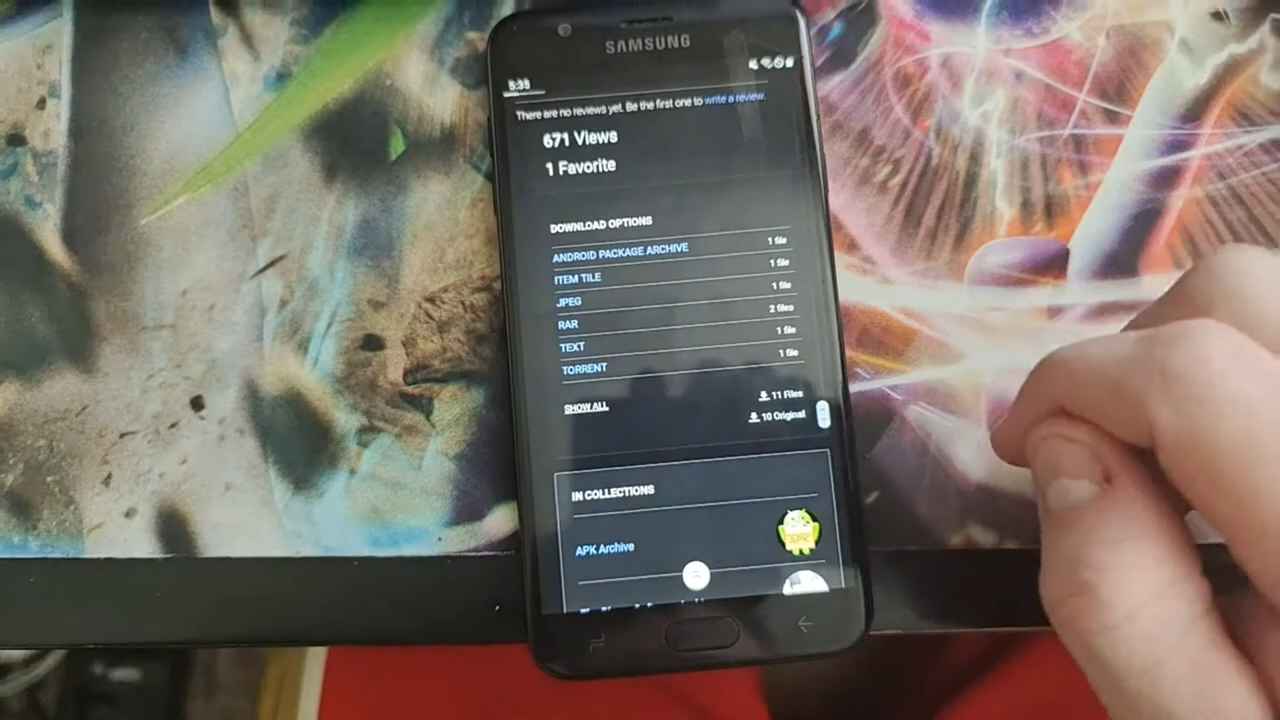 SAMSUNG
5:35
There are no reviews yet. Be the first one to write a review.
671 Views
1 Favorite
DOWNLOAD OPTIONS
ANDROID PACKAGE ARCHIVE 1 file
ITEM TILE 1 file
JPEG 1 file
RAR 2 files
TEXT 1 file
TORRENT 1 file
SHOW ALL
11 Files
10 Original
IN COLLECTIONS
APK Archive
APK